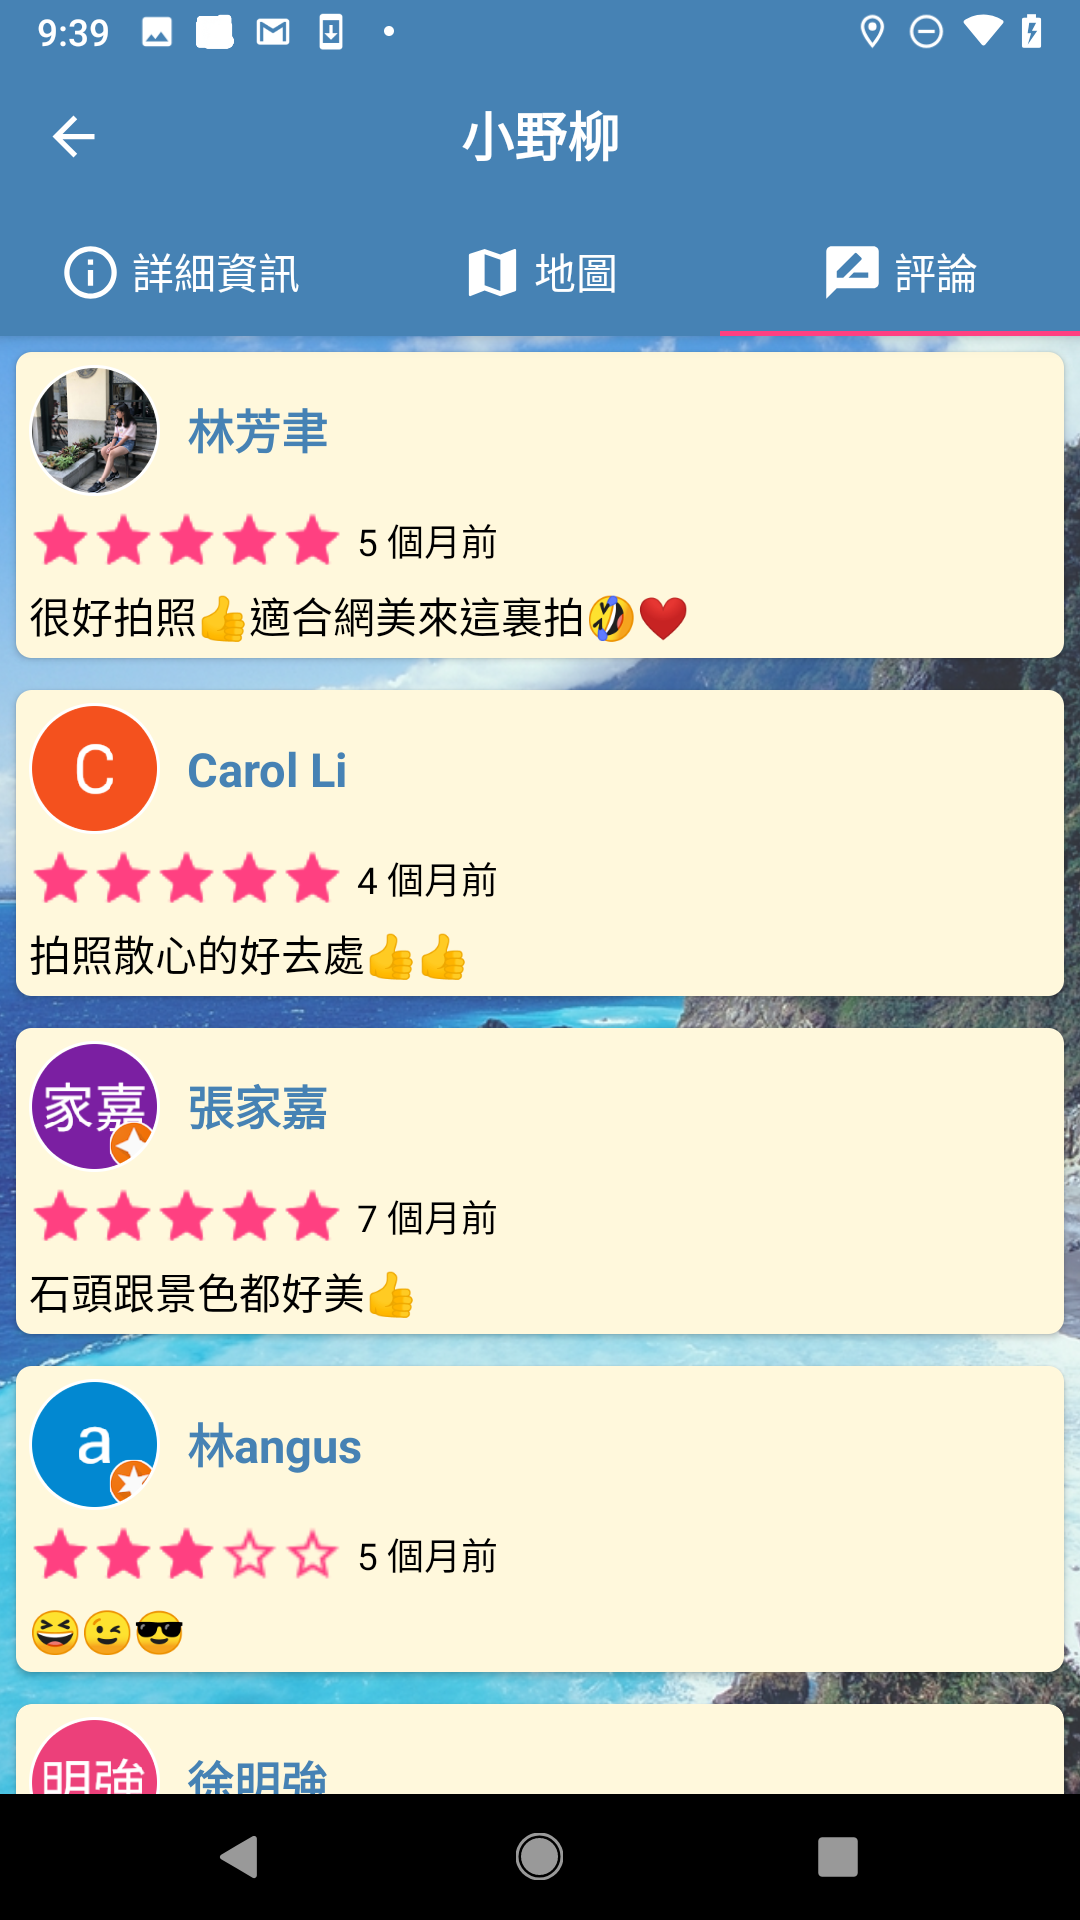 9:39
小野柳
詳細資訊
地圖
評論
林芳聿
5 個月前
很好拍照👍適合網美來這裏拍🤣❤️
C
Carol Li
4 個月前
拍照散心的好去處👍👍
家嘉
張家嘉
7 個月前
石頭跟景色都好美👍
a
林angus
5 個月前
😆😉😎
明強
徐明強